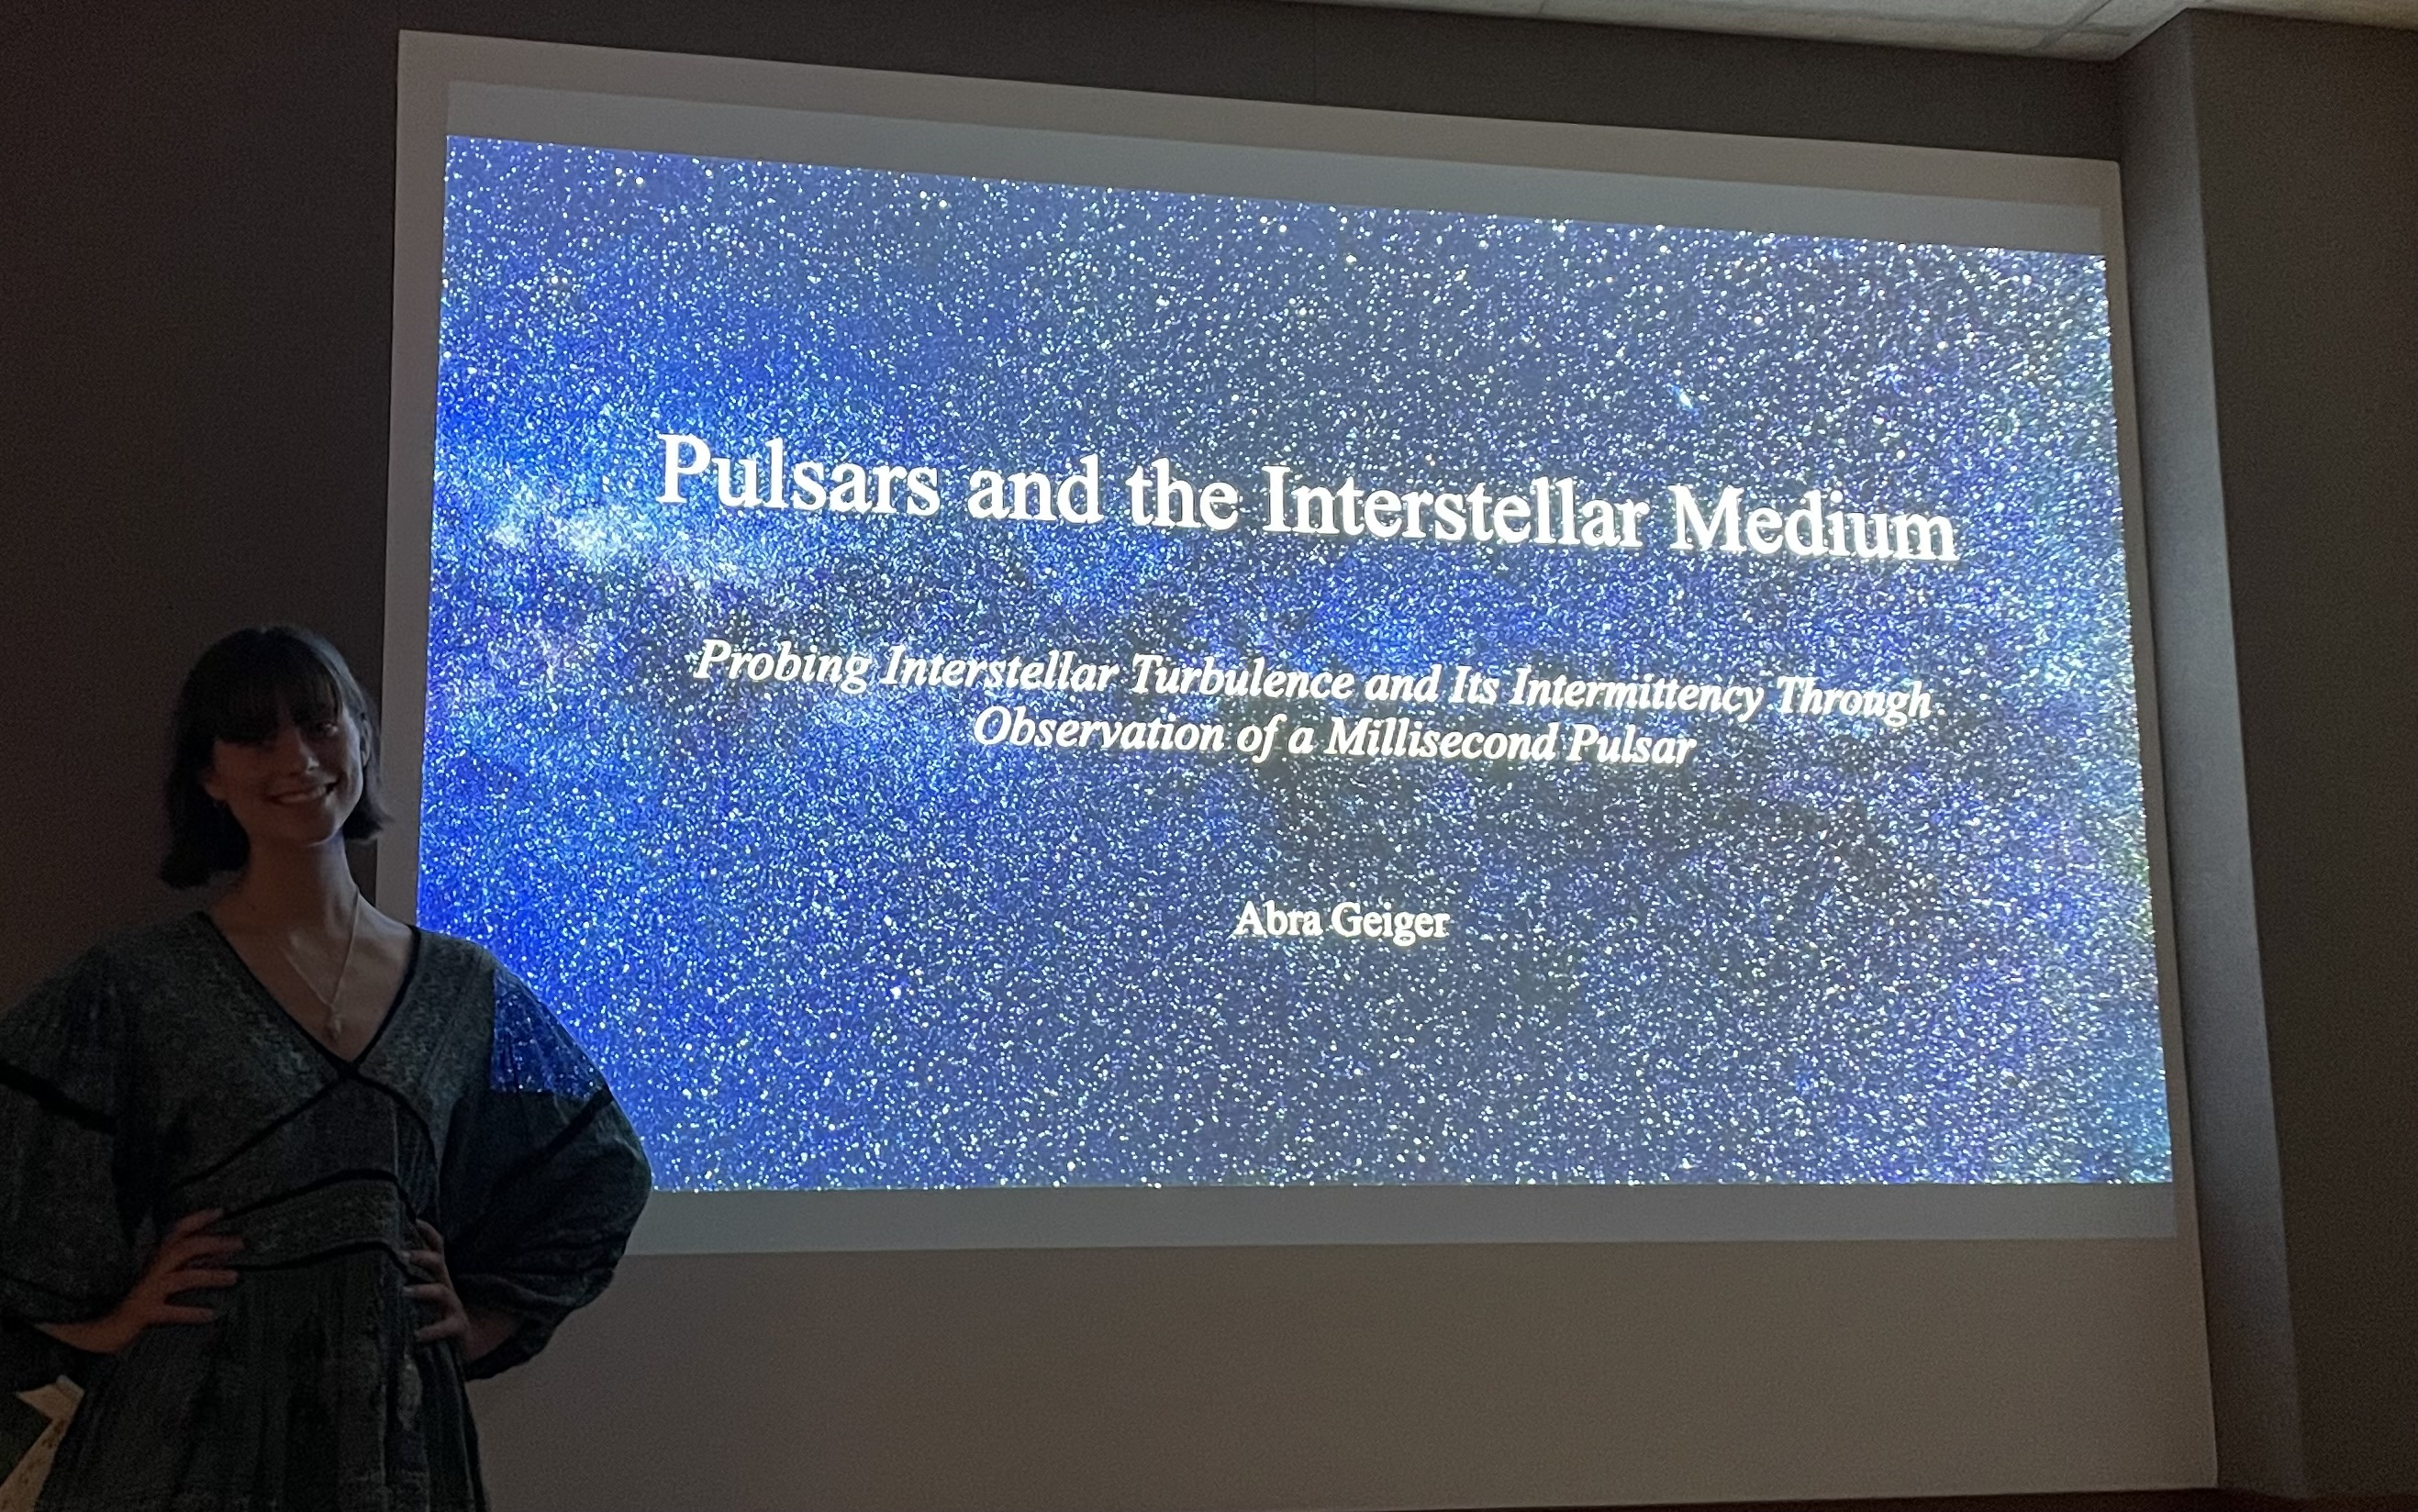 Pulsars and the Interstellar Medium
Probing Interstellar Turbulence and Its Intermittency Through
Observation of a Millisecond Pulsar
Abra Geiger